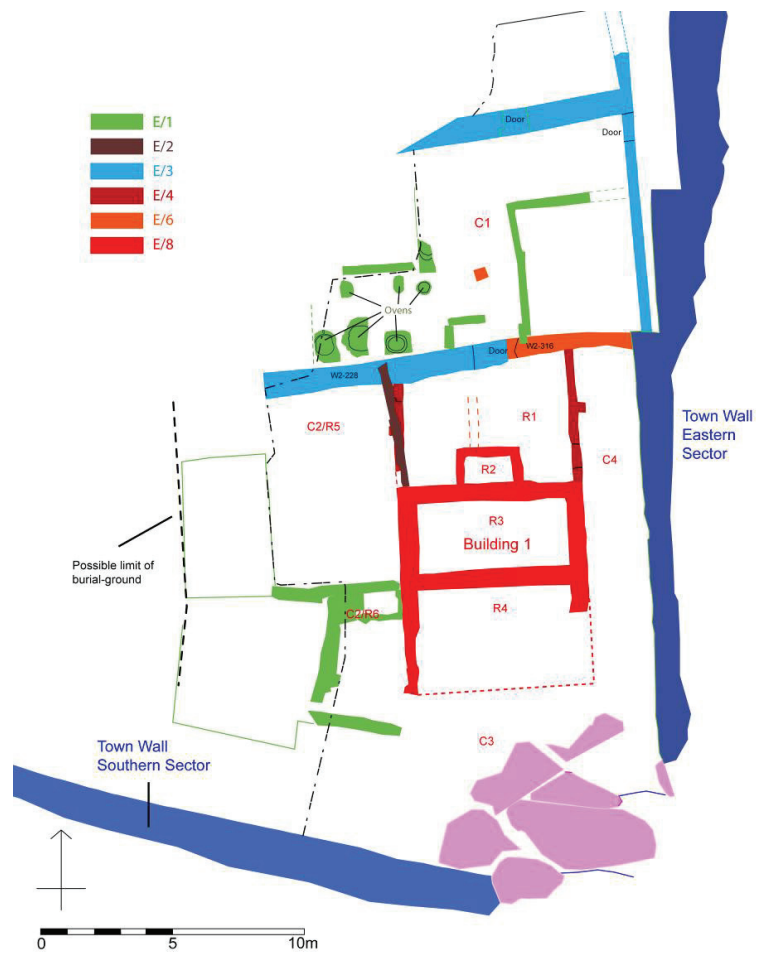 E/1
E/2
E/3
E/4
E/6
E/8
Door
Door
C1
Ovens
Door
W2-316
W2-228
C2/R5
R1
C4
Town Wall
Eastern
Sector
R2
R3
Building 1
Possible limit of
burial-ground
C2/R6
R4
C3
Town Wall
Southern Sector
0 5 10m